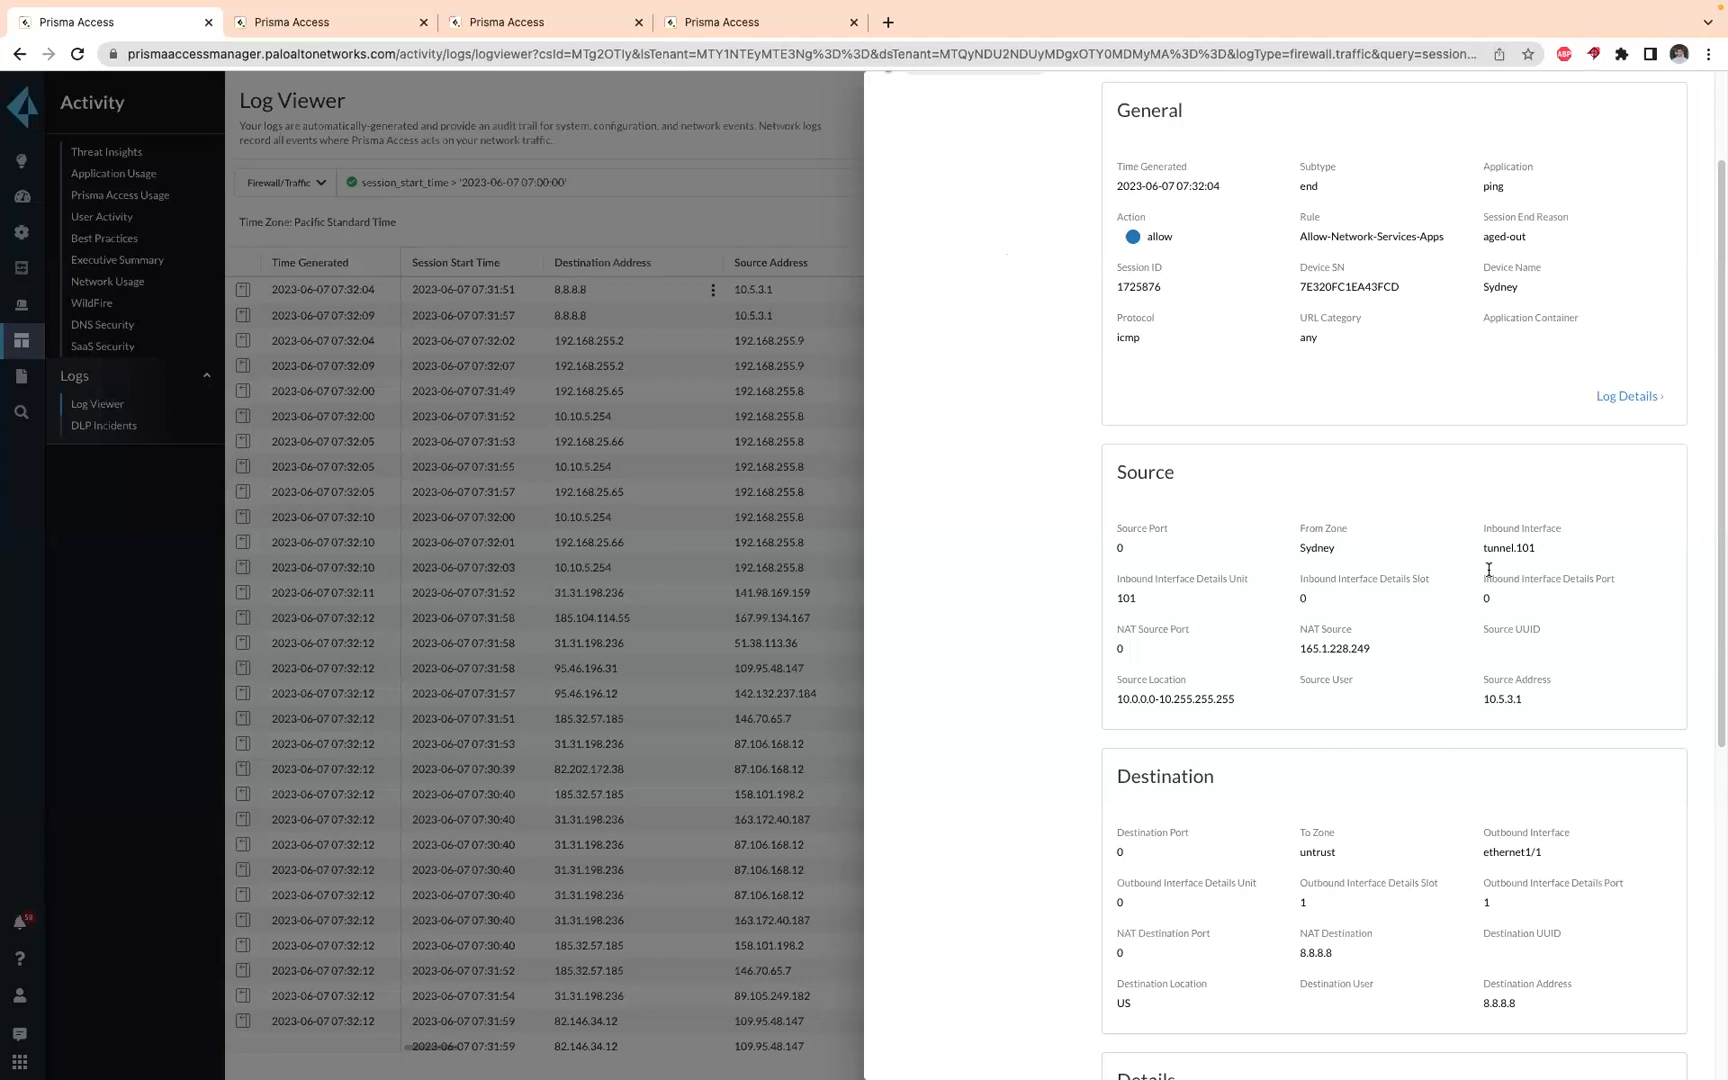 Prisma Access
Prisma Access
Prisma Access
Prisma Access
prismaaccessmanager.paloaltonetworks.com/activity/logs/logviewer?csId=MTg2OTIy&lsTenant=MTY1NTEyMTE3Ng%3D%3D&dsTenant=MTQyNDU2NDUyMDgxOTY0MDMyMA%3D%3D&logType=firewall.traffic&query=session...
ABP
Activity
Threat Insights
Application Usage
Prisma Access Usage
User Activity
Best Practices
Executive Summary
Network Usage
WildFire
DNS Security
SaaS Security
Logs
Log Viewer
DLP Incidents
58
Log Viewer
Your logs are automatically-generated and provide an audit trail for system, configuration, and network events. Network logs
record all events where Prisma Access acts on your network traffic.
Firewall/Traffic session_start_time > '2023-06-07 07:00:00'
Time Zone: Pacific Standard Time
Time Generated Session Start Time Destination Address Source Address
2023-06-07 07:32:04 2023-06-07 07:31:51 8.8.8.8 10.5.3.1
2023-06-07 07:32:09 2023-06-07 07:31:57 8.8.8.8 10.5.3.1
2023-06-07 07:32:04 2023-06-07 07:32:02 192.168.255.2 192.168.255.9
2023-06-07 07:32:09 2023-06-07 07:32:07 192.168.255.2 192.168.255.9
2023-06-07 07:32:00 2023-06-07 07:31:49 192.168.25.65 192.168.255.8
2023-06-07 07:32:00 2023-06-07 07:31:52 10.10.5.254 192.168.255.8
2023-06-07 07:32:05 2023-06-07 07:31:53 192.168.25.66 192.168.255.8
2023-06-07 07:32:05 2023-06-07 07:31:55 10.10.5.254 192.168.255.8
2023-06-07 07:32:05 2023-06-07 07:31:57 192.168.25.65 192.168.255.8
2023-06-07 07:32:10 2023-06-07 07:32:00 10.10.5.254 192.168.255.8
2023-06-07 07:32:10 2023-06-07 07:32:01 192.168.25.66 192.168.255.8
2023-06-07 07:32:10 2023-06-07 07:32:03 10.10.5.254 192.168.255.8
2023-06-07 07:32:11 2023-06-07 07:31:52 31.31.198.236 141.98.169.159
2023-06-07 07:32:12 2023-06-07 07:31:58 185.104.114.55 167.99.134.167
2023-06-07 07:32:12 2023-06-07 07:31:58 31.31.198.236 51.38.113.36
2023-06-07 07:32:12 2023-06-07 07:31:58 95.46.196.31 109.95.48.147
2023-06-07 07:32:12 2023-06-07 07:31:57 95.46.196.12 142.132.237.184
2023-06-07 07:32:12 2023-06-07 07:31:51 185.32.57.185 146.70.65.7
2023-06-07 07:32:12 2023-06-07 07:31:53 31.31.198.236 87.106.168.12
2023-06-07 07:32:12 2023-06-07 07:30:39 82.202.172.38 87.106.168.12
2023-06-07 07:32:12 2023-06-07 07:30:40 185.32.57.185 158.101.198.2
2023-06-07 07:32:12 2023-06-07 07:30:40 31.31.198.236 163.172.40.187
2023-06-07 07:32:12 2023-06-07 07:30:40 31.31.198.236 87.106.168.12
2023-06-07 07:32:12 2023-06-07 07:30:40 31.31.198.236 87.106.168.12
2023-06-07 07:32:12 2023-06-07 07:30:40 31.31.198.236 87.106.168.12
2023-06-07 07:32:12 2023-06-07 07:30:40 31.31.198.236 163.172.40.187
2023-06-07 07:32:12 2023-06-07 07:30:40 185.32.57.185 158.101.198.2
2023-06-07 07:32:12 2023-06-07 07:31:52 185.32.57.185 146.70.65.7
2023-06-07 07:32:12 2023-06-07 07:31:54 31.31.198.236 89.105.249.182
2023-06-07 07:32:12 2023-06-07 07:31:59 82.146.34.12 109.95.48.147
2023-06-07 07:31:59 82.146.34.12 109.95.48.147
General
Time Generated Subtype Application
2023-06-07 07:32:04 end ping
Action Rule Session End Reason
allow Allow-Network-Services-Apps aged-out
Session ID Device SN Device Name
1725876 7E320FC1EA43FCD Sydney
Protocol URL Category Application Container
icmp any
Log Details ›
Source
Source Port From Zone Inbound Interface
0 Sydney tunnel.101
Inbound Interface Details Unit Inbound Interface Details Slot Inbound Interface Details Port
101 0 0
NAT Source Port NAT Source Source UUID
0 165.1.228.249
Source Location Source User Source Address
10.0.0.0-10.255.255.255 10.5.3.1
Destination
Destination Port To Zone Outbound Interface
0 untrust ethernet1/1
Outbound Interface Details Unit Outbound Interface Details Slot Outbound Interface Details Port
0 1 1
NAT Destination Port NAT Destination Destination UUID
0 8.8.8.8
Destination Location Destination User Destination Address
US 8.8.8.8
Details